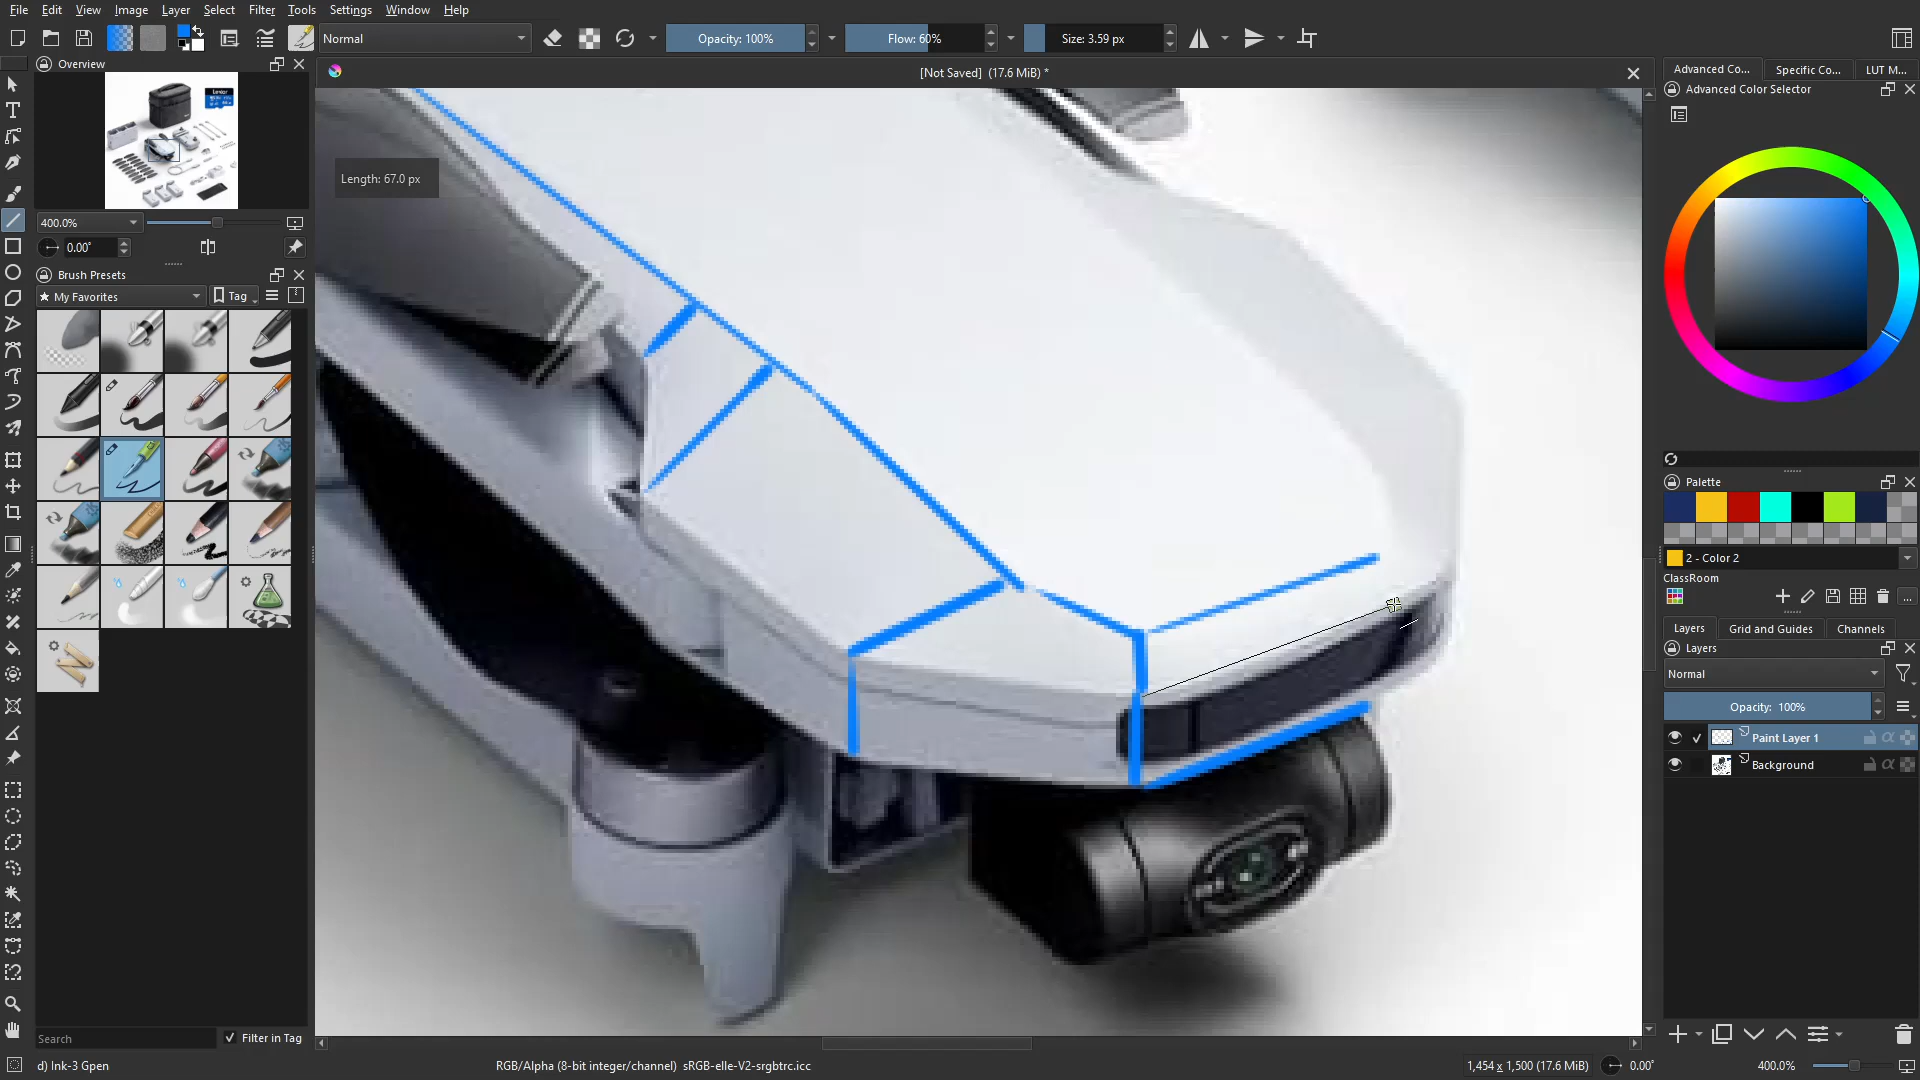 File Edit View Image Layer Select Filter Tools Settings Window Help
Normal
Opacity: 100%
Flow: 60%
Size: 3.59 px
Overview
[Not Saved] (17.6 MiB) *
Advanced Co...
Specific Co...
LUT M...
Advanced Color Selector
Length: 67.0 px
400.0%
0.00°
Brush Presets
My Favorites
Tag
Palette
2 - Color 2
ClassRoom
Layers
Grid and Guides
Channels
Layers
Normal
Opacity: 100%
Paint Layer 1
Background
Search
Filter in Tag
d) Ink-3 Gpen
RGB/Alpha (8-bit integer/channel) sRGB-elle-V2-srgbtrc.icc
1,454 x 1,500 (17.6 MiB)
0.00°
400.0%